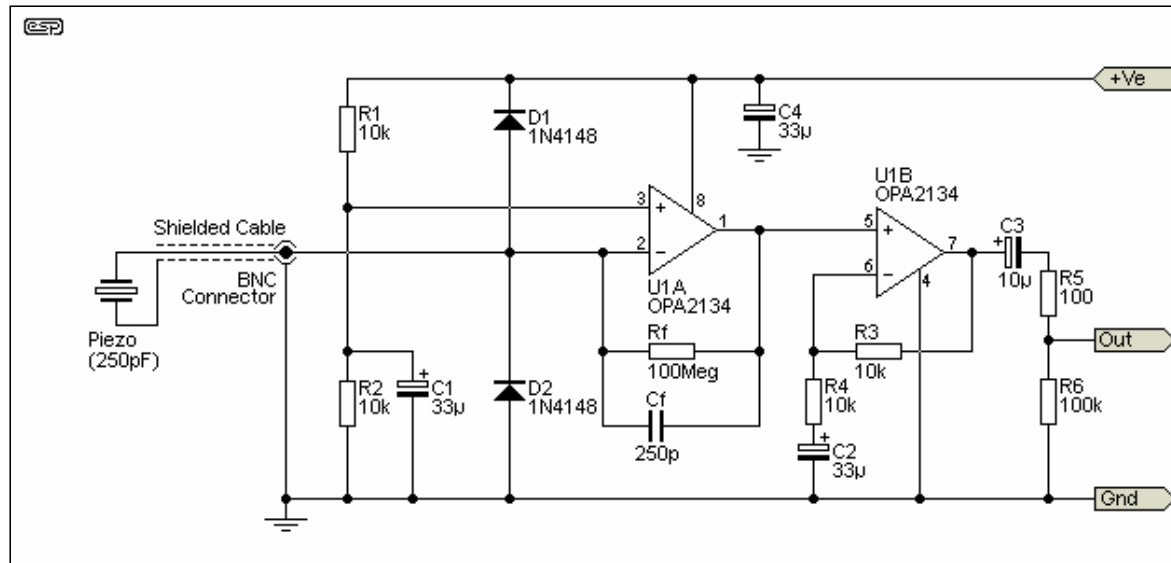 esp
+Ve
R1
10k
D1
1N4148
C4
33µ
U1B
OPA2134
3
8
+
1
5
+
7
C3
+
10µ
2
−
6
−
4
Shielded Cable
BNC
Connector
Piezo
(250pF)
U1A
OPA2134
R5
100
Rf
100Meg
R3
10k
Out
R2
10k
+
C1
33µ
D2
1N4148
Cf
250p
R4
10k
+
C2
33µ
R6
100k
Gnd